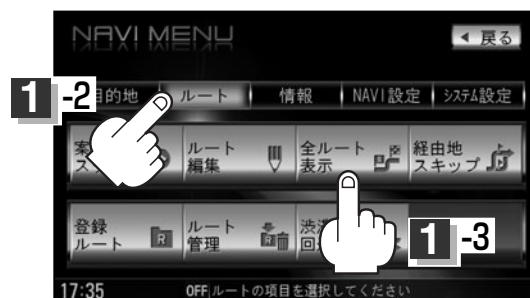 NAVI MENU
戻る
1 -2
目的地 ルート 情報 NAVI設定 システム設定
ルート 全ルート 経由地
編集 表示 スキップ
登録 ルート
ルート 管理
1 -3
17:35 OFF ルートの項目を選択してください